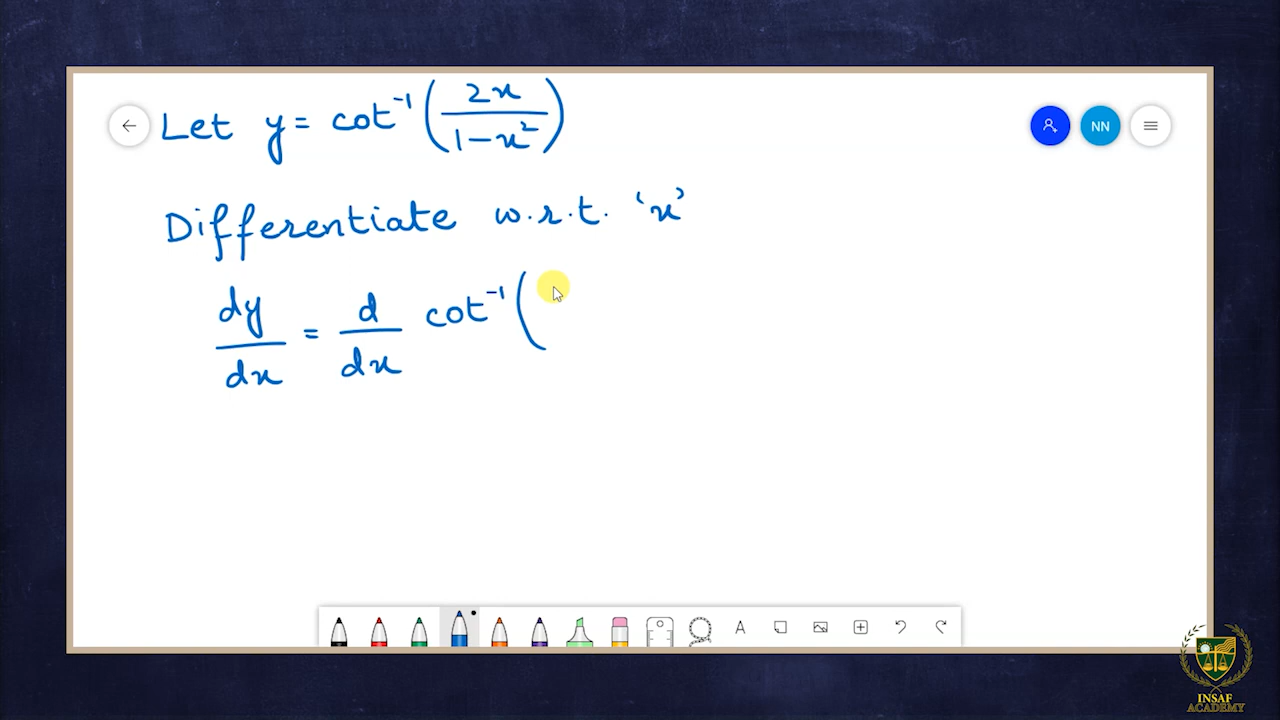 Let y = cot⁻¹(2x/(1-x²))
NN
Differentiate w.r.t. 'x'
dy/dx = d/dx cot⁻¹(
A
INSAF
ACADEMY